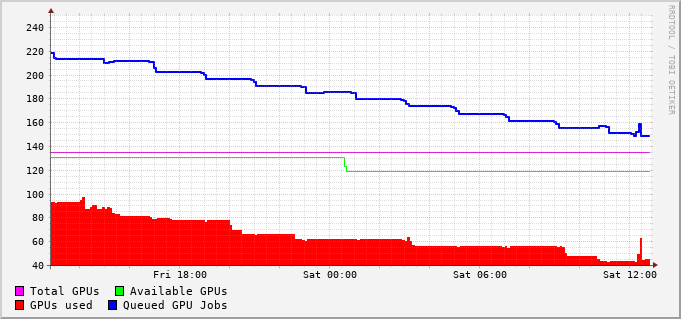 RRDTOOL / TOBI OETIKER
240
220
200
180
160
140
120
100
80
60
40
Fri 18:00 Sat 00:00 Sat 06:00 Sat 12:00
Total GPUs Available GPUs
GPUs used Queued GPU Jobs